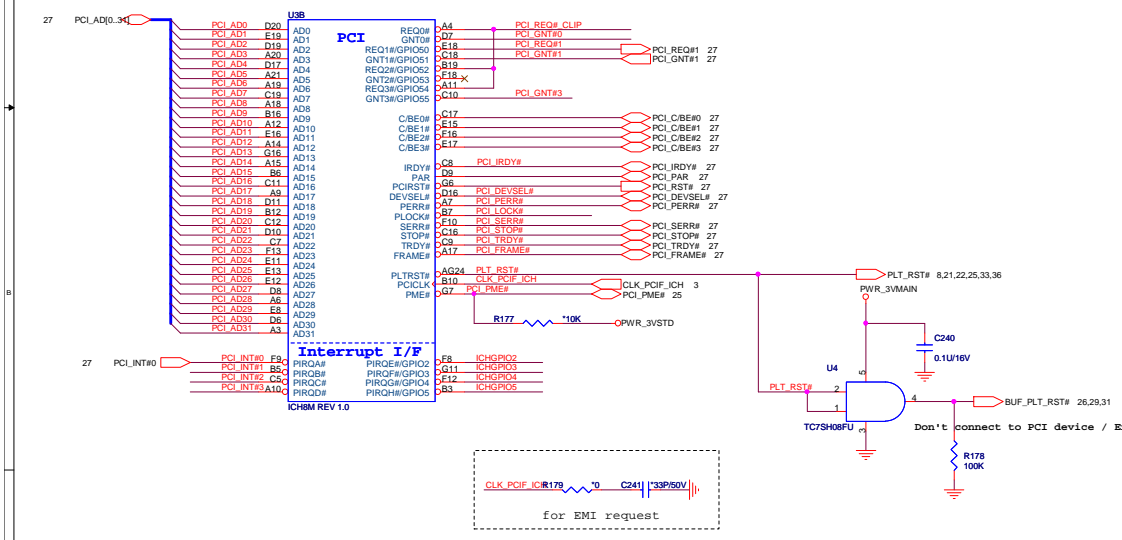 27 PCI_AD[0..31]
U3B
PCI
PCI_AD0 D20 AD0
PCI_AD1 E19 AD1
PCI_AD2 D19 AD2
PCI_AD3 A20 AD3
PCI_AD4 D17 AD4
PCI_AD5 A21 AD5
PCI_AD6 A19 AD6
PCI_AD7 C19 AD7
PCI_AD8 A18 AD8
PCI_AD9 B16 AD9
PCI_AD10 A12 AD10
PCI_AD11 E16 AD11
PCI_AD12 A14 AD12
PCI_AD13 G16 AD13
PCI_AD14 A15 AD14
PCI_AD15 B6 AD15
PCI_AD16 C11 AD16
PCI_AD17 A9 AD17
PCI_AD18 D11 AD18
PCI_AD19 B12 AD19
PCI_AD20 C12 AD20
PCI_AD21 D10 AD21
PCI_AD22 C7 AD22
PCI_AD23 F13 AD23
PCI_AD24 E11 AD24
PCI_AD25 E13 AD25
PCI_AD26 E12 AD26
PCI_AD27 D8 AD27
PCI_AD28 A6 AD28
PCI_AD29 E8 AD29
PCI_AD30 D6 AD30
PCI_AD31 A3 AD31
REQ0# A4 PCI_REQ#_CLIP
GNT0# D7 PCI_GNT#0
REQ1#/GPIO50 E18 PCI_REQ#1 PCI_REQ#1 27
GNT1#/GPIO51 C18 PCI_GNT#1 PCI_GNT#1 27
REQ2#/GPIO52 B19
GNT2#/GPIO53 F18
REQ3#/GPIO54 A11
GNT3#/GPIO55 C10 PCI_GNT#3
C/BE0# C17 PCI_C/BE#0 27
C/BE1# E15 PCI_C/BE#1 27
C/BE2# F16 PCI_C/BE#2 27
C/BE3# E17 PCI_C/BE#3 27
IRDY# C8 PCI_IRDY# PCI_IRDY# 27
PAR D9 PCI_PAR 27
PCIRST# G6 PCI_RST# 27
DEVSEL# D16 PCI_DEVSEL# PCI_DEVSEL# 27
PERR# A7 PCI_PERR# PCI_PERR# 27
PLOCK# B7 PCI_LOCK#
SERR# F10 PCI_SERR# PCI_SERR# 27
STOP# C16 PCI_STOP# PCI_STOP# 27
TRDY# C9 PCI_TRDY# PCI_TRDY# 27
FRAME# A17 PCI_FRAME# PCI_FRAME# 27
PLTRST# AG24 PLT_RST# PLT_RST# 8,21,22,25,33,36
PCICLK B10 CLK_PCIF_ICH CLK_PCIF_ICH 3
PME# G7 PCI_PME# PCI_PME# 25
R177 *10K PWR_3VSTD
Interrupt I/F
27 PCI_INT#0 PCI_INT#0 F9 PIRQA#
PCI_INT#1 B5 PIRQB#
PCI_INT#2 C5 PIRQC#
PCI_INT#3 A10 PIRQD#
PIRQE#/GPIO2 F8 ICHGPIO2
PIRQF#/GPIO3 G11 ICHGPIO3
PIRQG#/GPIO4 F12 ICHGPIO4
PIRQH#/GPIO5 B3 ICHGPIO5
ICH8M REV 1.0
PWR_3VMAIN
C240
0.1U/16V
U4
5
PLT_RST# 2
1
4
3
TC7SH08FU
BUF_PLT_RST# 26,29,31
Don't connect to PCI device / E
R178
100K
CLK_PCIF_ICH R179 *0 C241 *33P/50V
for EMI request
B